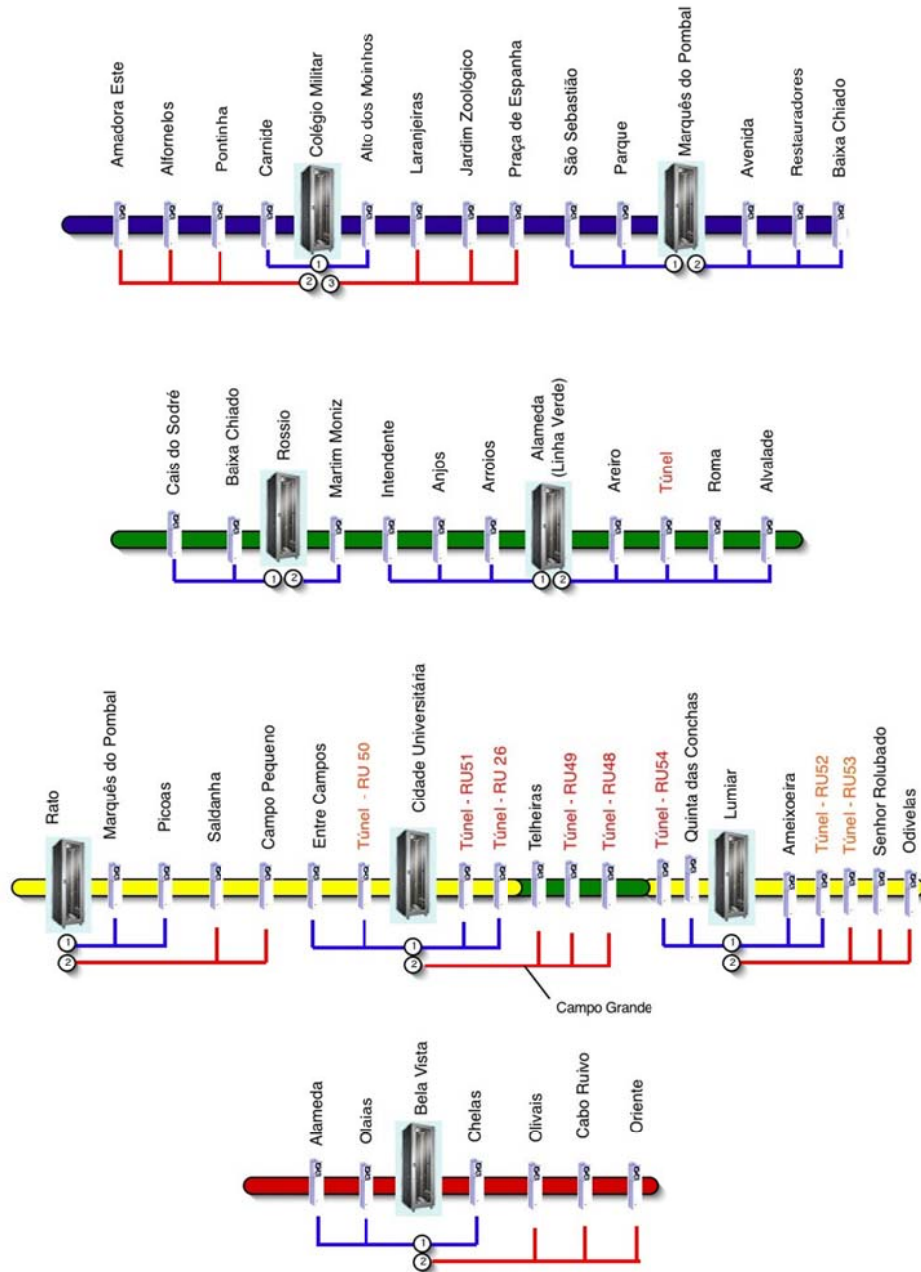 Amadora Este
Alfornelos
Pontinha
Carnide
Colégio Militar
Alto dos Moinhos
Laranjeiras
Jardim Zoológico
Praça de Espanha
São Sebastião
Parque
Marquês do Pombal
Avenida
Restauradores
Baixa Chiado
1
2
3
1
2
Cais do Sodré
Baixa Chiado
Rossio
Martim Moniz
Intendente
Anjos
Arroios
Alameda
(Linha Verde)
Areiro
Túnel
Roma
Alvalade
1
2
1
2
Rato
Marquês do Pombal
Picoas
Saldanha
Campo Pequeno
Entre Campos
Túnel - RU 50
Cidade Universitária
Túnel - RU51
Túnel - RU 26
Telheiras
Túnel - RU49
Túnel - RU48
Túnel - RU54
Quinta das Conchas
Lumiar
Ameixoeira
Túnel - RU52
Túnel - RU53
Senhor Rolubado
Odivelas
1
2
1
2
1
2
Campo Grande
Alameda
Olaias
Bela Vista
Chelas
Olivais
Cabo Ruivo
Oriente
1
2